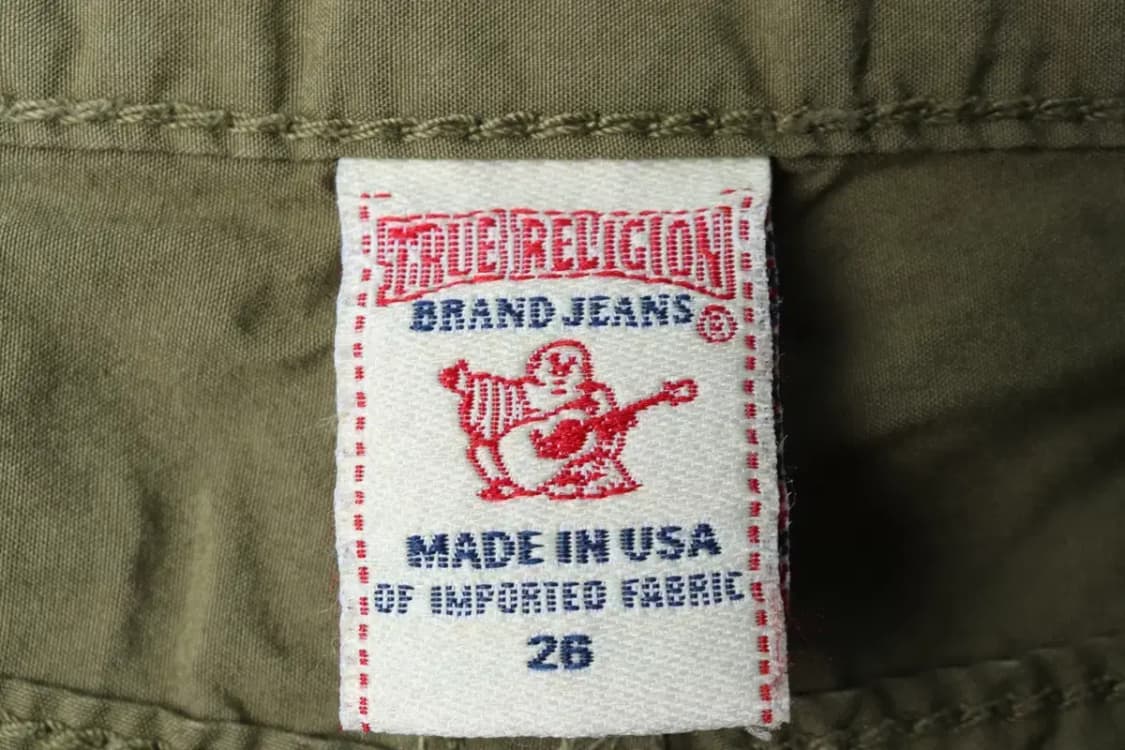 TRUE RELIGION
BRAND JEANS ®
MADE IN USA
OF IMPORTED FABRIC
26